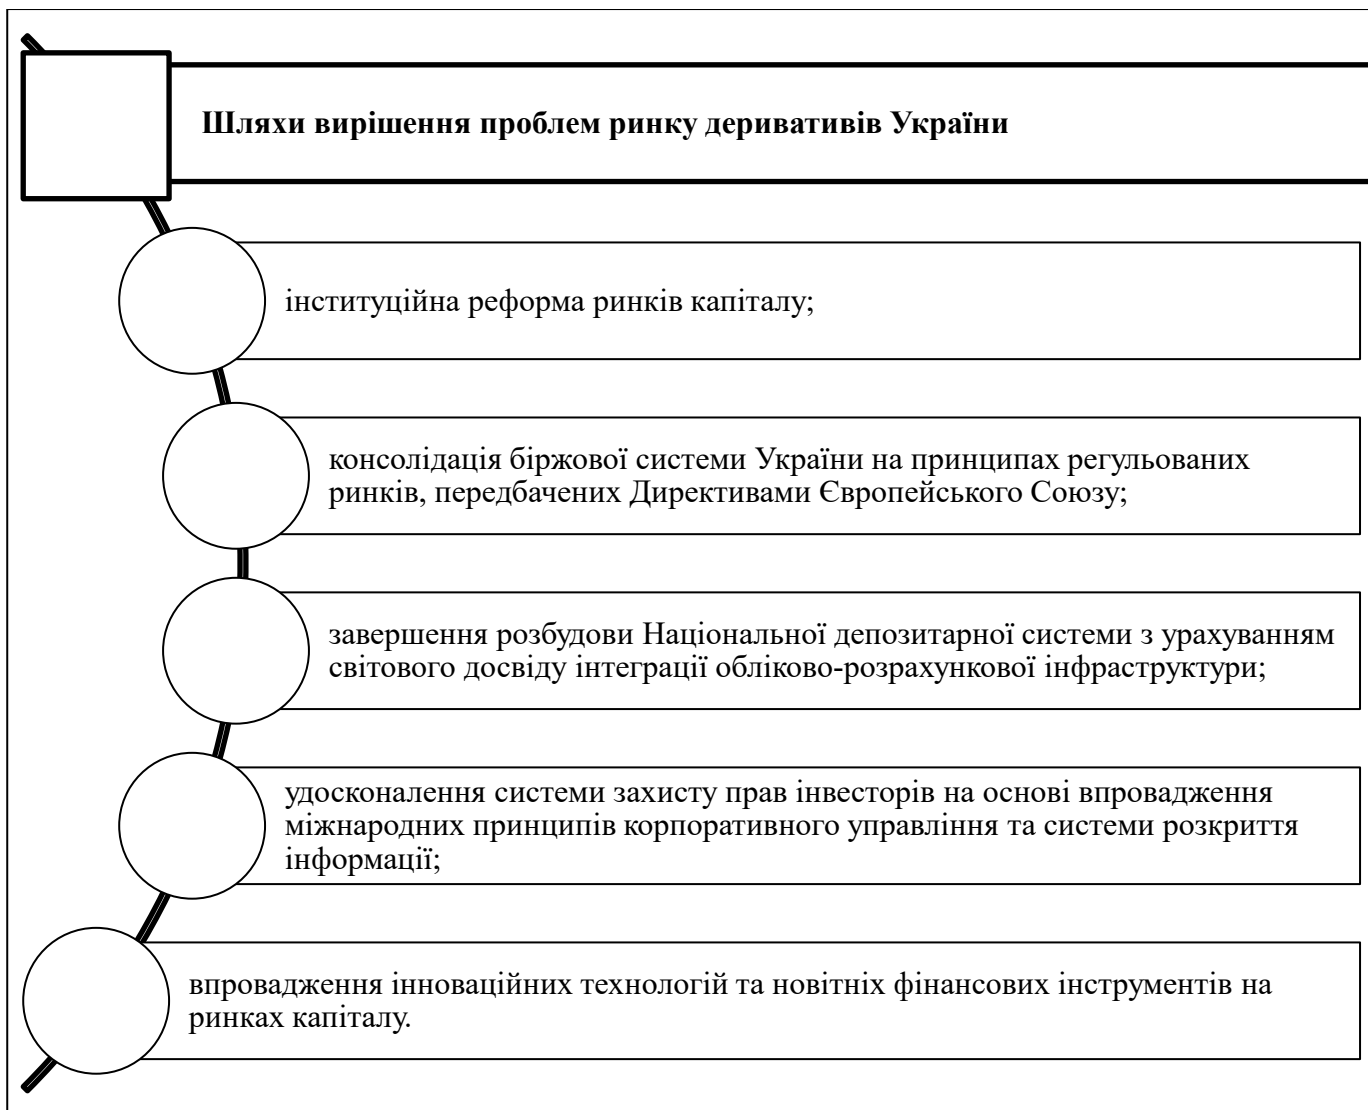 Шляхи вирішення проблем ринку деривативів України
інституційна реформа ринків капіталу;
консолідація біржової системи України на принципах регульованих
ринків, передбачених Директивами Європейського Союзу;
завершення розбудови Національної депозитарної системи з урахуванням
світового досвіду інтеграції обліково-розрахункової інфраструктури;
удосконалення системи захисту прав інвесторів на основі впровадження
міжнародних принципів корпоративного управління та системи розкриття
інформації;
впровадження інноваційних технологій та новітніх фінансових інструментів на
ринках капіталу.